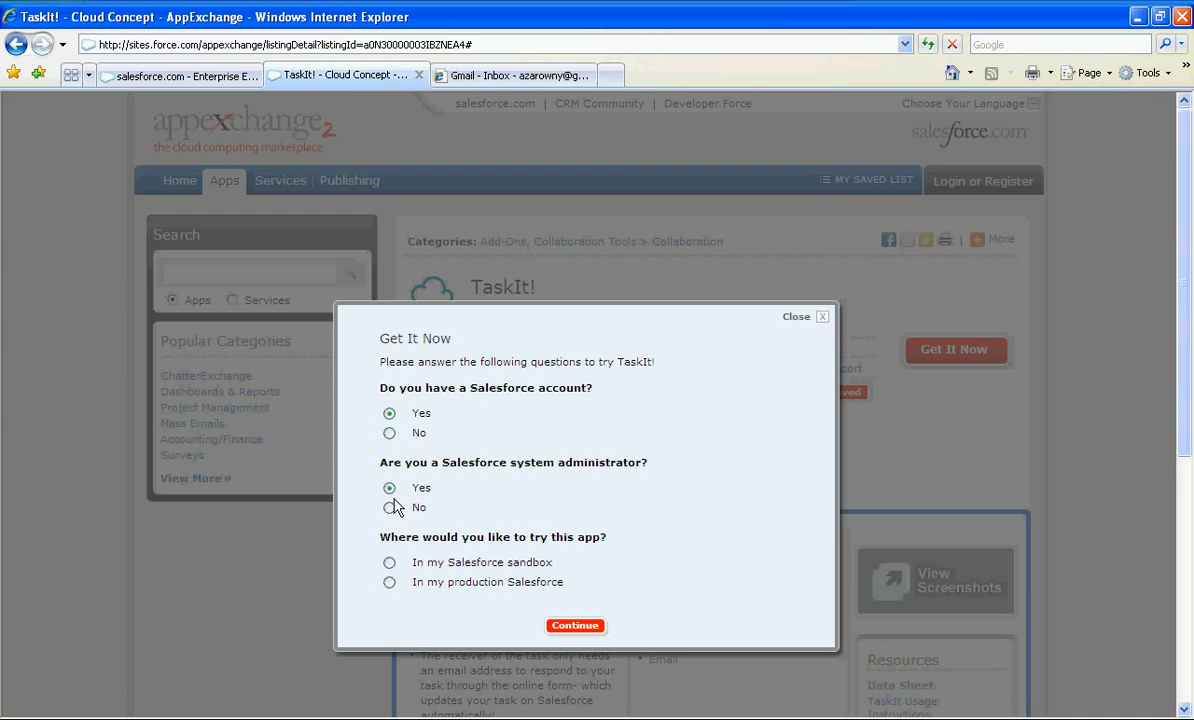 TaskIt! - Cloud Concept - AppExchange - Windows Internet Explorer
http://sites.force.com/appexchange/listingDetail?listingId=a0N30000003IBZNEA4#
Google
salesforce.com - Enterprise E...
TaskIt! - Cloud Concept -...
Gmail - Inbox - azarowny@g...
Page
Tools
salesforce.com | CRM Community | Developer Force
Choose Your Language
appexchange2
the cloud computing marketplace
salesforce.com
Home
Apps
Services
Publishing
MY SAVED LIST
Login or Register
Search
Apps
Services
Popular Categories
ChatterExchange
Dashboards & Reports
Project Management
Mass Emails
Accounting/Finance
Surveys
View More »
Categories: Add-Ons, Collaboration Tools > Collaboration
More
TaskIt!
Get It Now
Close X
Get It Now
Please answer the following questions to try TaskIt!
Do you have a Salesforce account?
Yes
No
Are you a Salesforce system administrator?
Yes
No
Where would you like to try this app?
In my Salesforce sandbox
In my production Salesforce
Continue
View
Screenshots
The receiver of the task only needs
an email address to respond to your
task through the online form- which
updates your task on Salesforce
automatically!
Email
Resources
Data Sheet
TaskIt Usage
Instructions